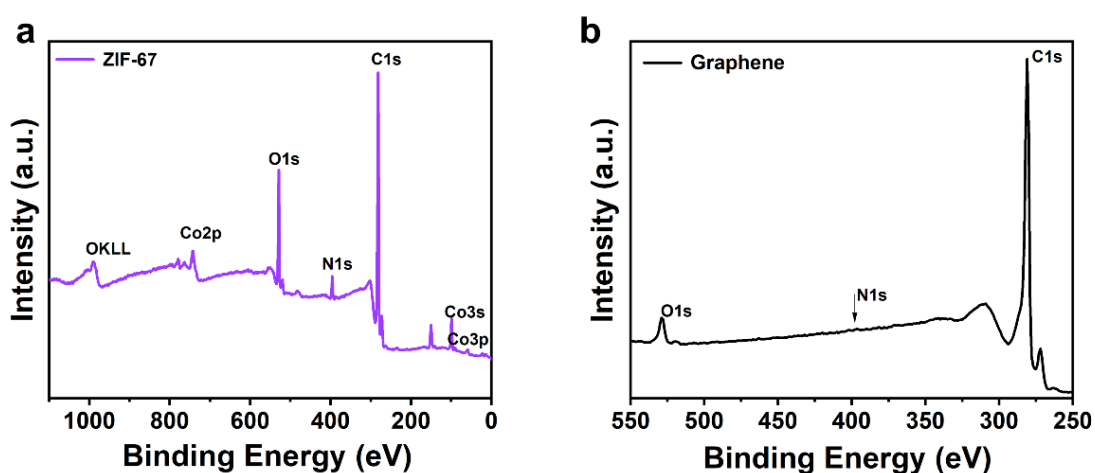 a
ZIF-67
C1s
O1s
Co2p
OKLL
N1s
Co3s
Co3p
Intensity (a.u.)
1000 800 600 400 200 0
Binding Energy (eV)
b
Graphene
C1s
N1s
O1s
Intensity (a.u.)
550 500 450 400 350 300 250
Binding Energy (eV)